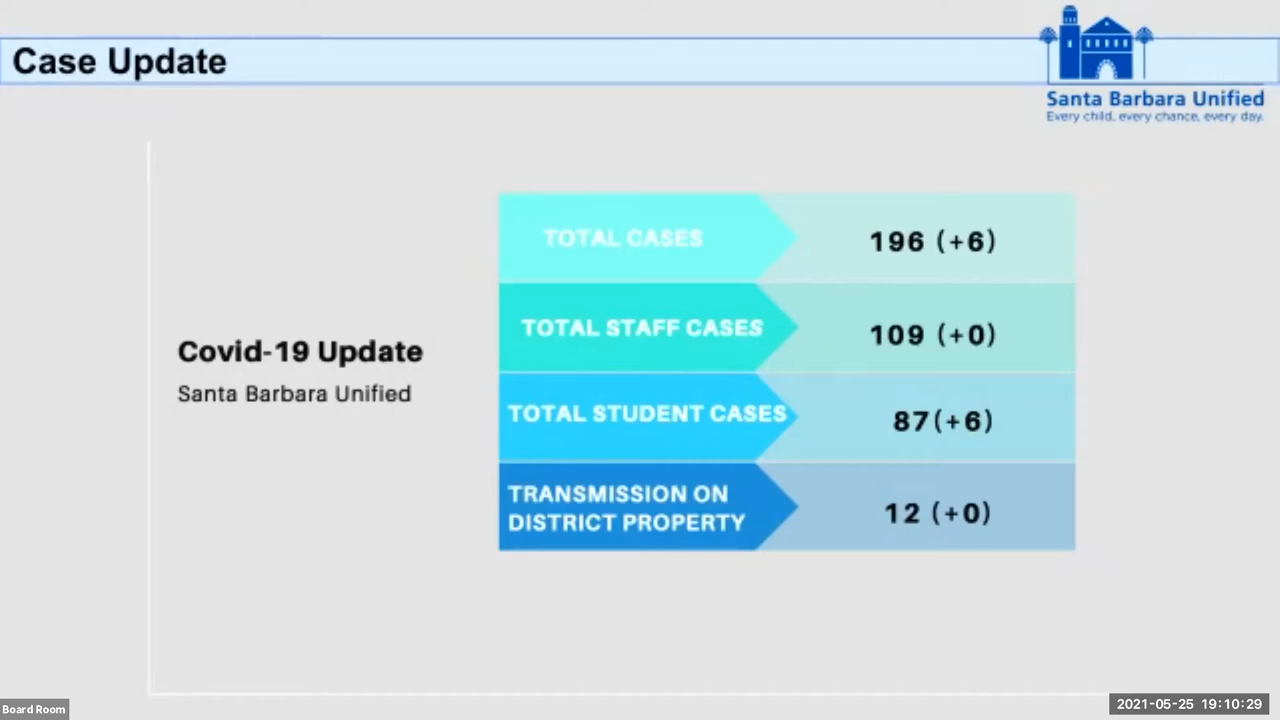 Case Update
Santa Barbara Unified
Every child, every chance, every day.
TOTAL CASES
196 (+6)
TOTAL STAFF CASES
109 (+0)
Covid-19 Update
Santa Barbara Unified
TOTAL STUDENT CASES
87(+6)
TRANSMISSION ON
DISTRICT PROPERTY
12 (+0)
Board Room
2021-05-25 19:10:29